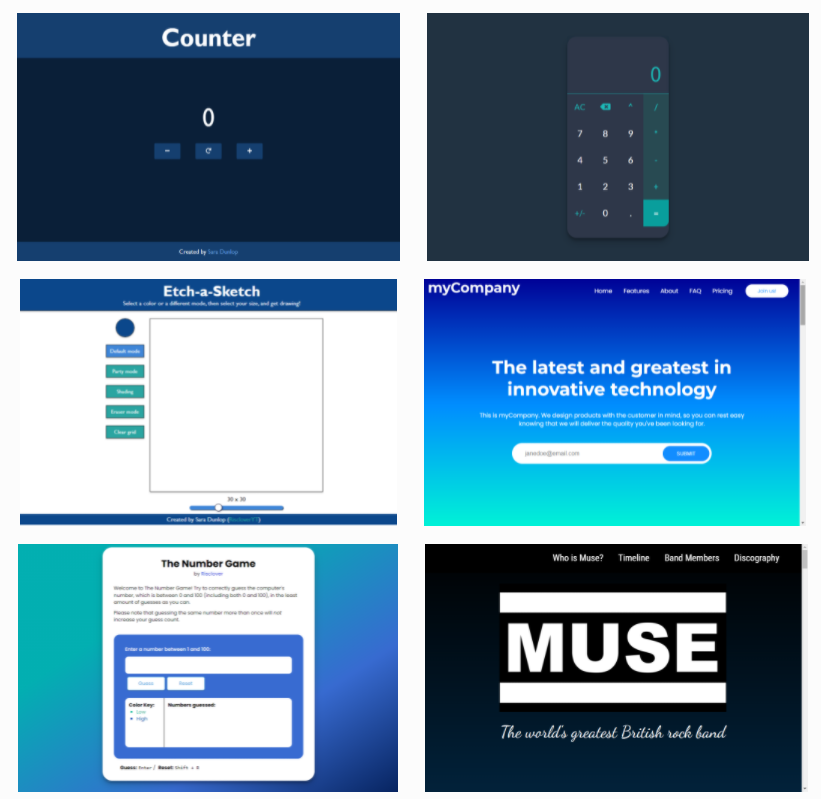 Counter
0
- +
Created by Sara Dunlop
0
AC ^ /
7 8 9 *
4 5 6 -
1 2 3 +
+/- 0 . =
Etch-a-Sketch
Select a color or a different mode, then select your size, and get drawing!
Default mode
Party mode
Shading
Eraser mode
Clear grid
30 x 30
Created by Sara Dunlop
myCompany
Home Features About FAQ Pricing Join us!
The latest and greatest in
innovative technology
This is myCompany. We design products with the customer in mind, so you can rest easy
knowing that we will deliver the quality you've been looking for.
janedoe@email.com SUBMIT
The Number Game
by
Welcome to The Number Game! Try to correctly guess the computer's
number, which is between 0 and 100 (including both 0 and 100), in the least
amount of guesses as you can.
Please note that guessing the same number more than once will not
increase your guess count.
Enter a number between 1 and 100:
Guess Reset
Color Key: Numbers guessed:
Low
High
Guess: Enter / Reset: Shift + R
Who is Muse? Timeline Band Members Discography
MUSE
The world's greatest British rock band